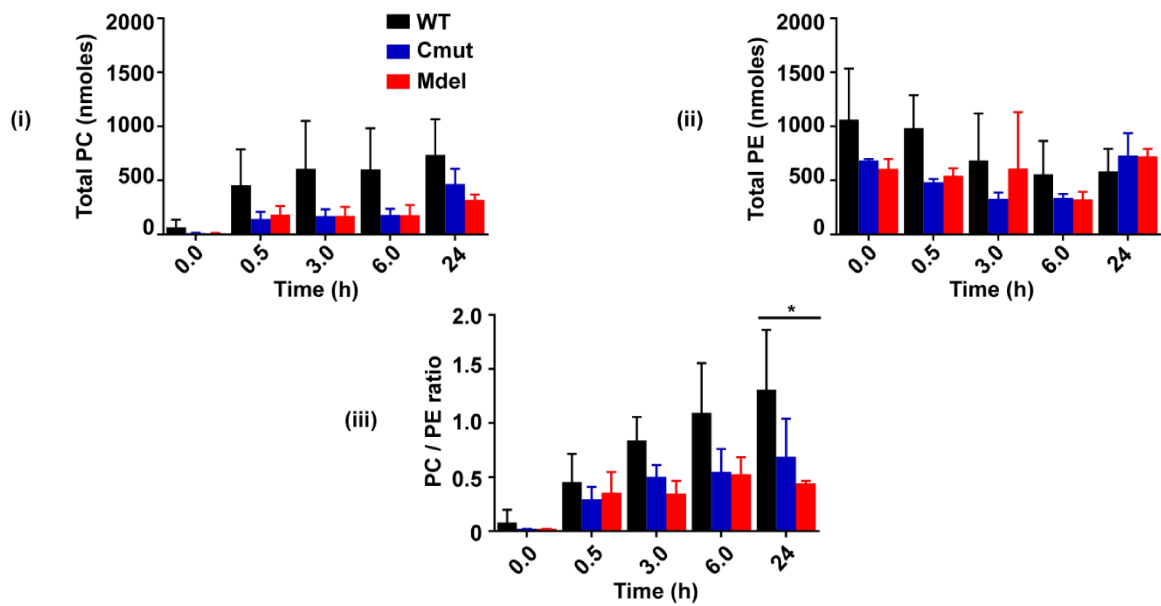 (i)
Total PC (nmoles)
2000
1500
1000
500
0
WT
Cmut
Mdel
0.0
0.5
3.0
6.0
24
Time (h)
(ii)
Total PE (nmoles)
2000
1500
1000
500
0
0.0
0.5
3.0
6.0
24
Time (h)
(iii)
PC / PE ratio
2.0
1.5
1.0
0.5
0
*
0.0
0.5
3.0
6.0
24
Time (h)